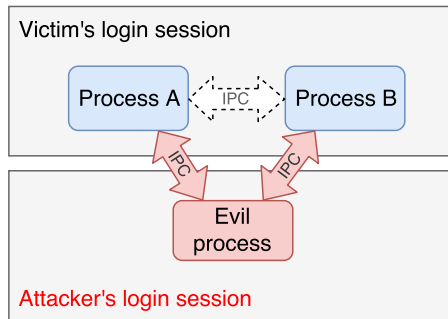 Victim's login session
Process A
IPC
Process B
IPC
IPC
Evil
process
Attacker's login session